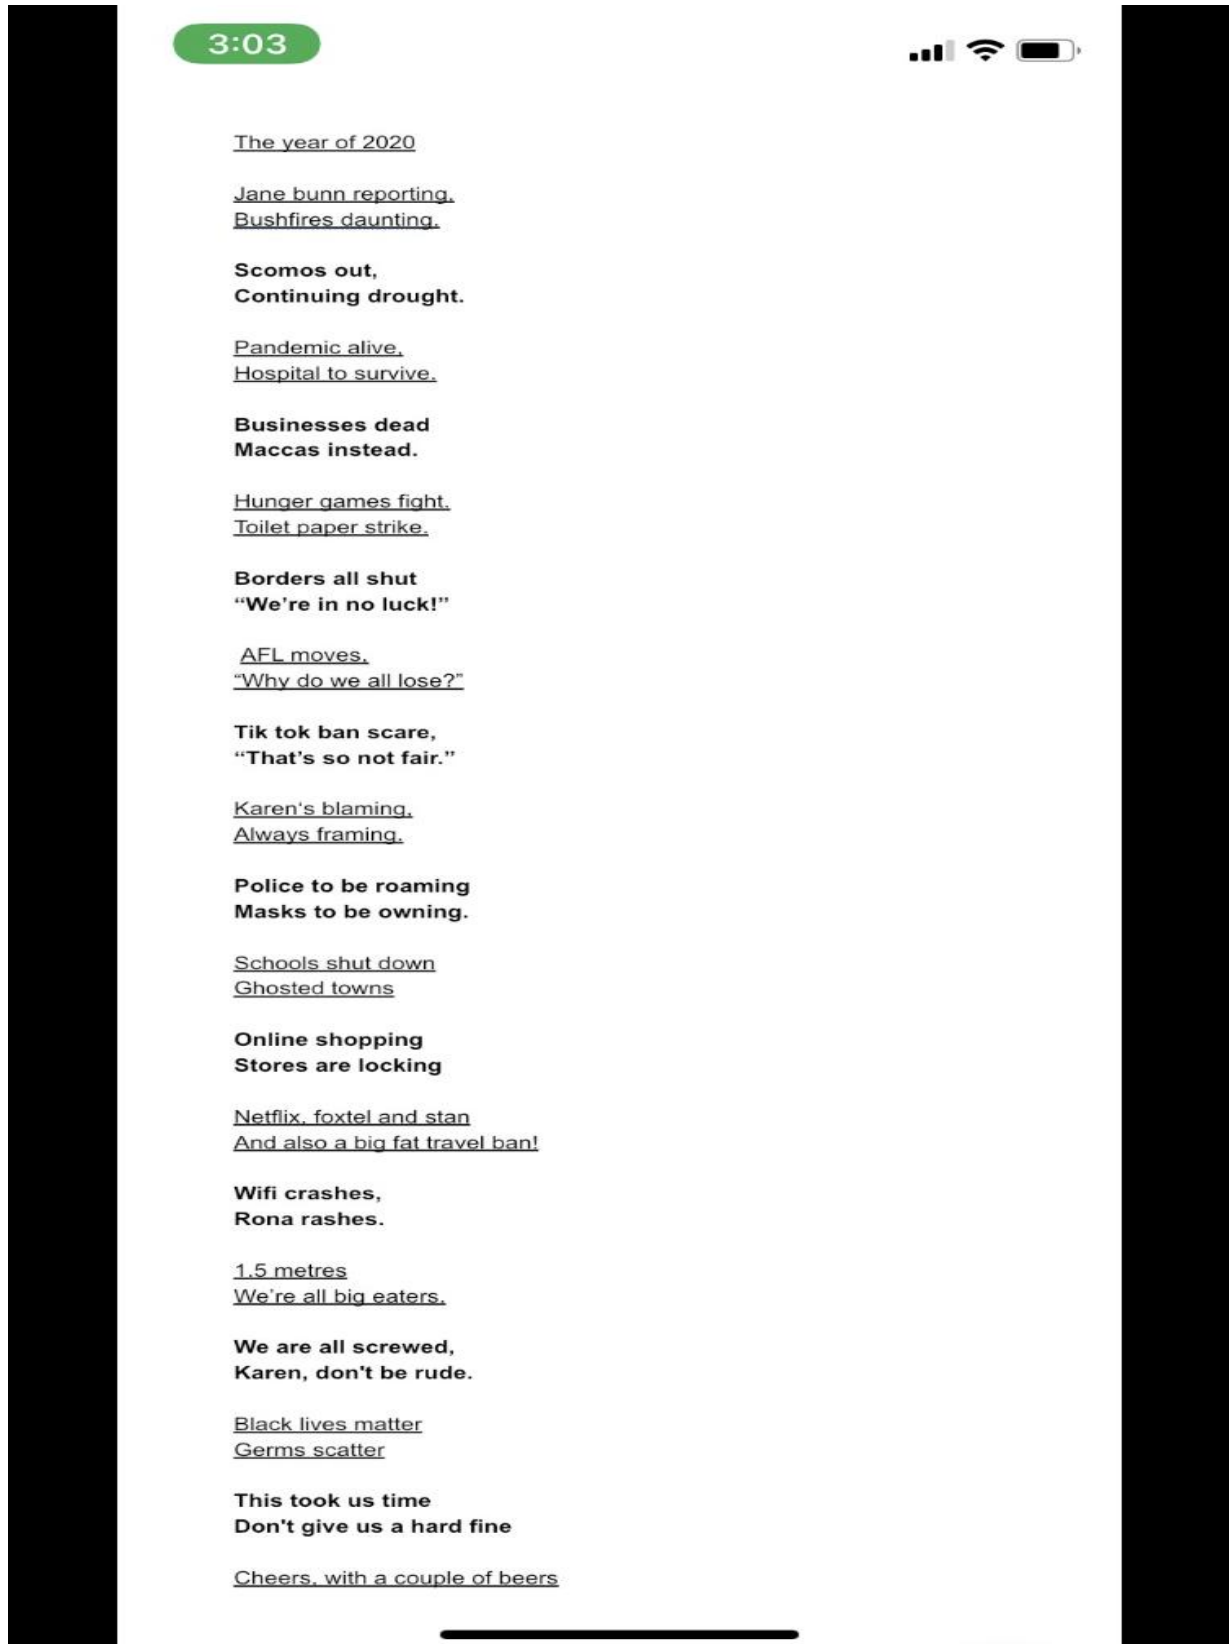 3:03
The year of 2020
Jane bunn reporting,
Bushfires daunting.
Scomos out,
Continuing drought.
Pandemic alive,
Hospital to survive.
Businesses dead
Maccas instead.
Hunger games fight.
Toilet paper strike.
Borders all shut
“We’re in no luck!”
AFL moves,
“Why do we all lose?”
Tik tok ban scare,
“That’s so not fair.”
Karen‘s blaming,
Always framing.
Police to be roaming
Masks to be owning.
Schools shut down
Ghosted towns
Online shopping
Stores are locking
Netflix, foxtel and stan
And also a big fat travel ban!
Wifi crashes,
Rona rashes.
1.5 metres
We’re all big eaters.
We are all screwed,
Karen, don't be rude.
Black lives matter
Germs scatter
This took us time
Don't give us a hard fine
Cheers, with a couple of beers